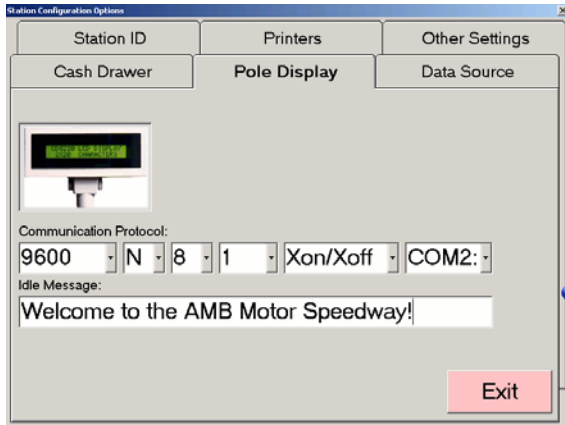 Station Configuration Options
Station ID Printers Other Settings
Cash Drawer Pole Display Data Source
Communication Protocol:
9600 N 8 1 Xon/Xoff COM2:
Idle Message:
Welcome to the AMB Motor Speedway!
Exit